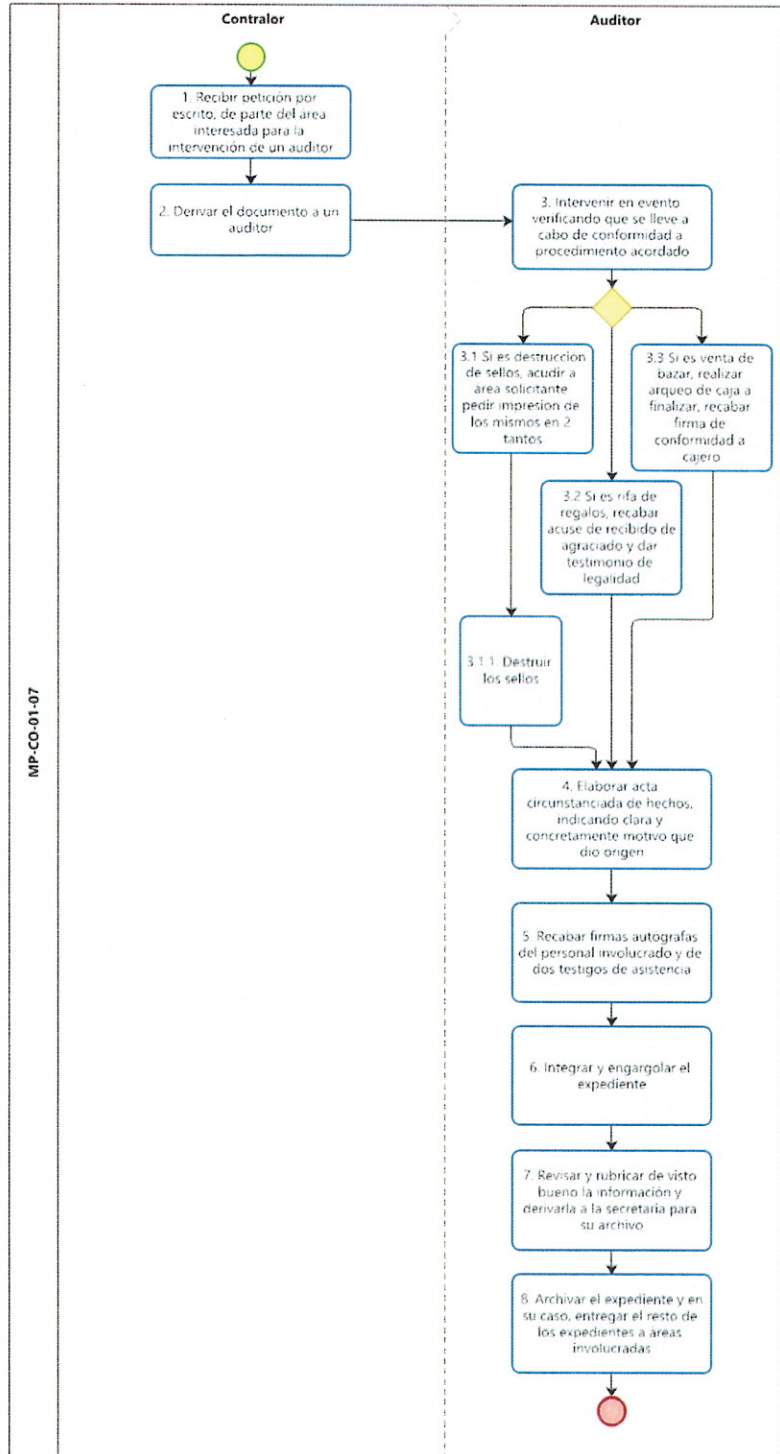 Contralor
Auditor
1. Recibir petición por
escrito, de parte del área
interesada para la
intervención de un auditor
2. Derivar el documento a un
auditor
3. Intervenir en evento
verificando que se lleve a
cabo de conformidad a
procedimiento acordado
3.1 Si es destrucción
de sellos, acudir a
area solicitante
pedir impresion de
los mismos en 2
tantos
3.3 Si es venta de
bazar, realizar
arqueo de caja a
finalizar, recabar
firma de
conformidad a
cajero
3.2 Si es rifa de
regalos, recabar
acuse de recibido de
agraciado y dar
testimonio de
legalidad
3.1.1. Destruir
los sellos
MP-CO-01-07
4. Elaborar acta
circunstanciada de hechos,
indicando clara y
concretamente motivo que
dio origen
5. Recabar firmas autógrafas
del personal involucrado y de
dos testigos de asistencia
6. Integrar y engargolar el
expediente
7. Revisar y rubricar de visto
bueno la información y
derivarla a la secretaria para
su archivo
8. Archivar el expediente y en
su caso, entregar el resto de
los expedientes a áreas
involucradas